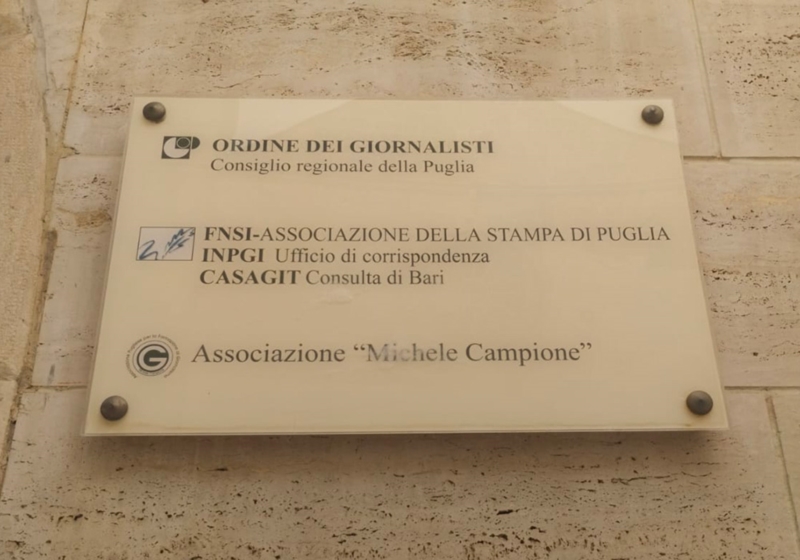 ORDINE DEI GIORNALISTI
Consiglio regionale della Puglia
FNSI-ASSOCIAZIONE DELLA STAMPA DI PUGLIA
INPGI Ufficio di corrispondenza
CASAGIT Consulta di Bari
Associazione “Michele Campione”